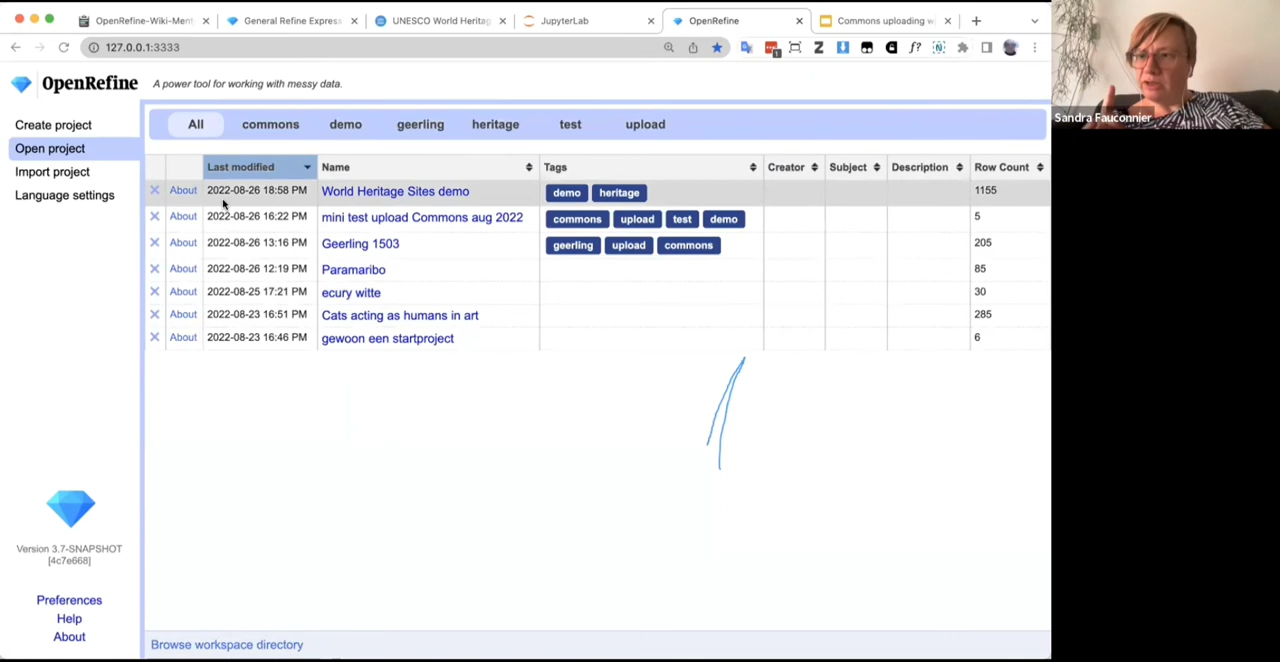 OpenRefine-Wiki-Ment
General Refine Express
UNESCO World Heritag
JupyterLab
OpenRefine
Commons uploading w
127.0.0.1:3333
OpenRefine
A power tool for working with messy data.
Create project
Open project
Import project
Language settings
All commons demo geerling heritage test upload
Last modified Name Tags Creator Subject Description Row Count
About 2022-08-26 18:58 PM World Heritage Sites demo demo heritage 1155
About 2022-08-26 16:22 PM mini test upload Commons aug 2022 commons upload test demo 5
About 2022-08-26 13:16 PM Geerling 1503 geerling upload commons 205
About 2022-08-26 12:19 PM Paramaribo 85
About 2022-08-25 17:21 PM ecury witte 30
About 2022-08-23 16:51 PM Cats acting as humans in art 285
About 2022-08-23 16:46 PM gewoon een startproject 6
Version 3.7-SNAPSHOT
[4c7e668]
Preferences
Help
About
Browse workspace directory
Sandra Fauconnier